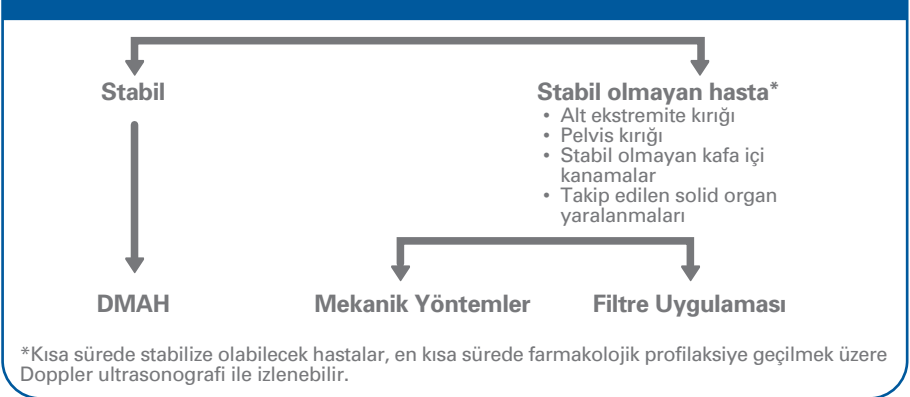 Stabil
Stabil olmayan hasta*
• Alt ekstremite kırığı
• Pelvis kırığı
• Stabil olmayan kafa içi
kanamalar
• Takip edilen solid organ
yaralanmaları
DMAH
Mekanik Yöntemler
Filtre Uygulaması
*Kısa sürede stabilize olabilecek hastalar, en kısa sürede farmakolojik profilaksiye geçilmek üzere
Doppler ultrasonografi ile izlenebilir.